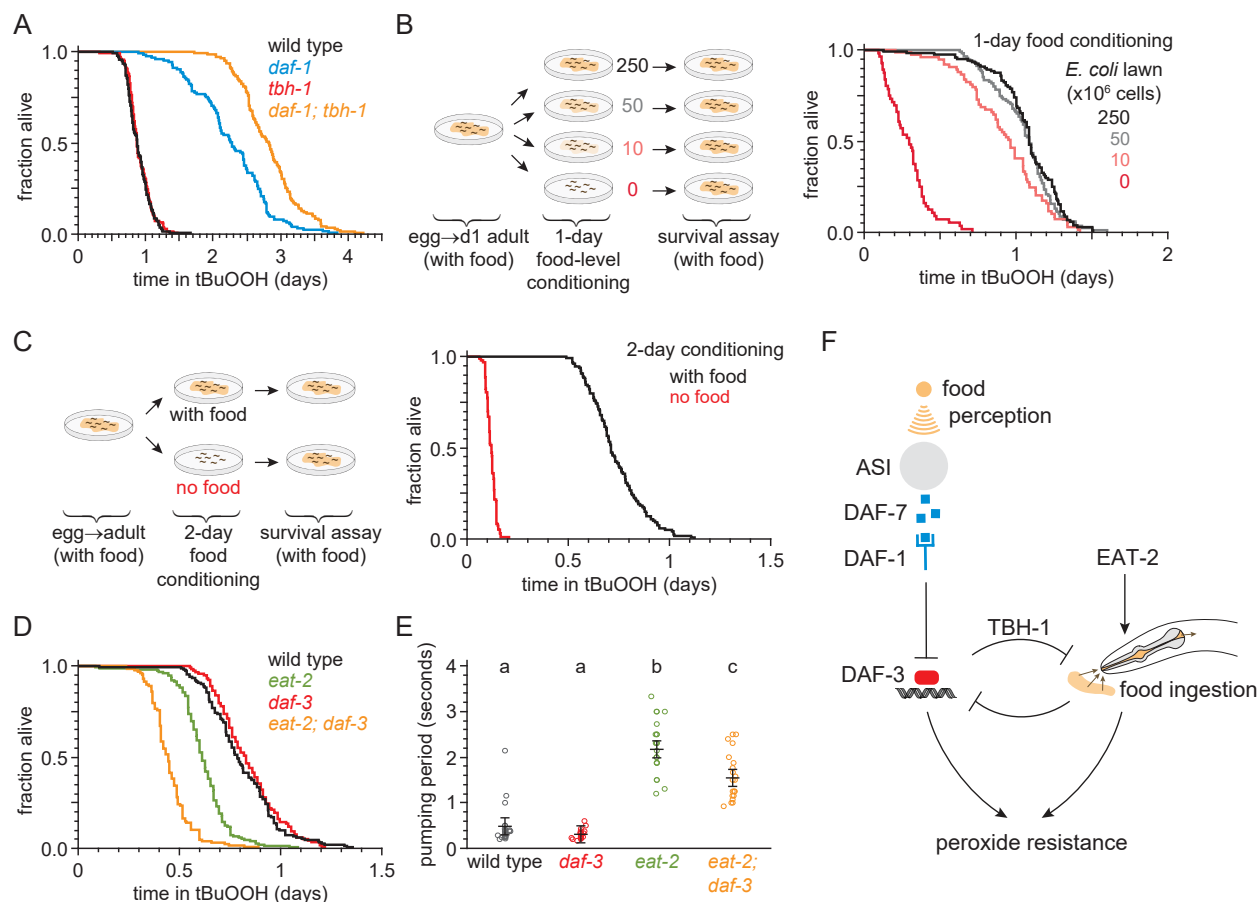 A
wild type
daf-1
tbh-1
daf-1; tbh-1
1.0
0.5
0
fraction alive
0 1 2 3 4
time in tBuOOH (days)
B
250
50
10
0
egg→d1 adult
(with food)
1-day
food-level
conditioning
survival assay
(with food)
1-day food conditioning
E. coli lawn
(x10⁶ cells)
250
50
10
0
1.0
0.5
0.0
fraction alive
0 1 2
time in tBuOOH (days)
C
with food
no food
egg→adult
(with food)
2-day
food
conditioning
survival assay
(with food)
2-day conditioning
with food
no food
1.0
0.5
0
fraction alive
0 0.5 1 1.5
time in tBuOOH (days)
D
wild type
eat-2
daf-3
eat-2; daf-3
1.0
0.5
0
fraction alive
0 0.5 1 1.5
time in tBuOOH (days)
E
a a b c
4
3
2
1
0
pumping period (seconds)
wild type
daf-3
eat-2
eat-2;
daf-3
F
food
perception
ASI
DAF-7
DAF-1
EAT-2
TBH-1
DAF-3
food ingestion
peroxide resistance